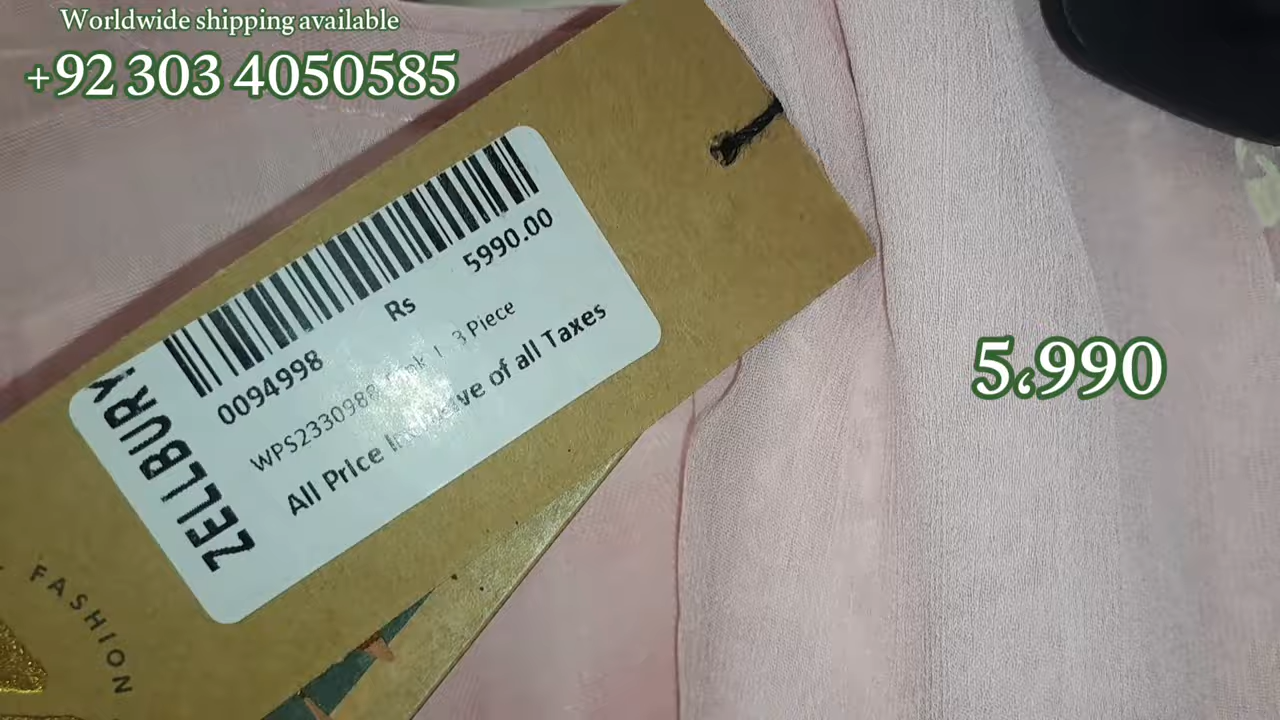 Worldwide shipping available
+92 303 4050585
ZELLBURY
0094998
Rs
5990.00
WPS2330988 3 Piece
All Price of all Taxes
FASHION
5،990